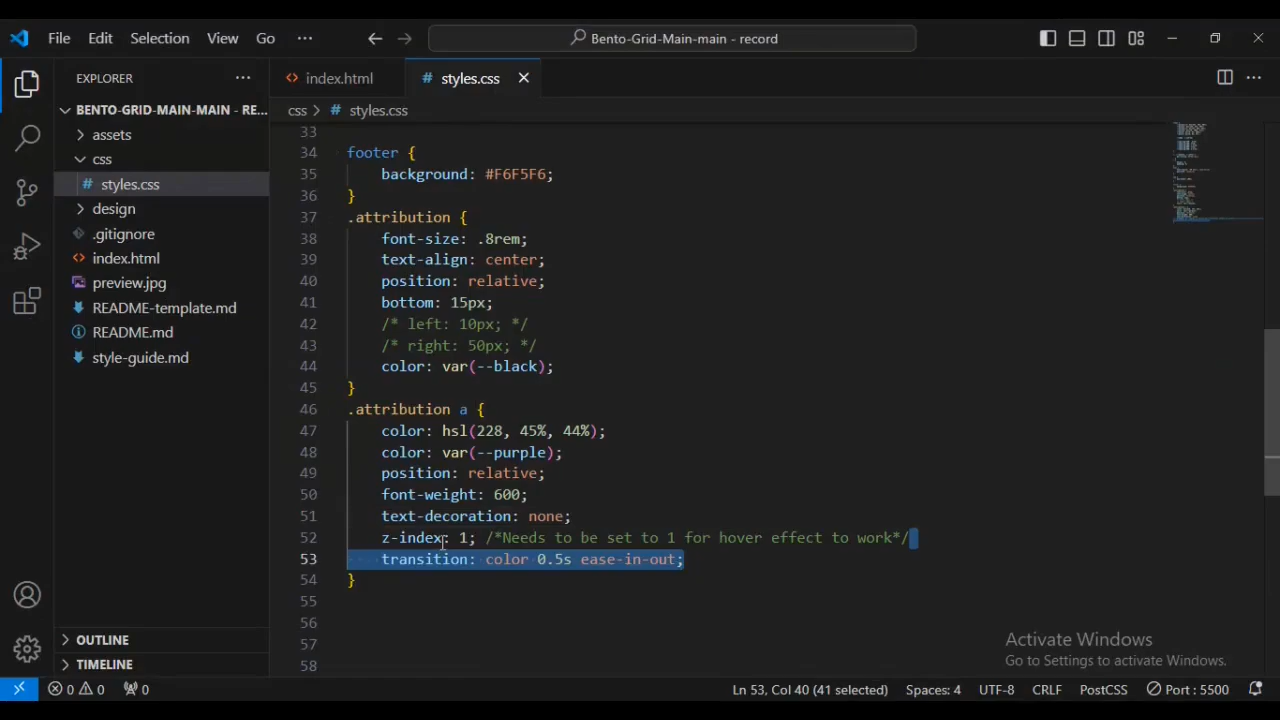 File Edit Selection View Go ···
Bento-Grid-Main-main - record
EXPLORER ···
index.html
# styles.css
css > # styles.css
BENTO-GRID-MAIN-MAIN - RE...
assets
css
# styles.css
design
.gitignore
index.html
preview.jpg
README-template.md
README.md
style-guide.md
OUTLINE
TIMELINE
33
34 footer {
35 background: #F6F5F6;
36 }
37 .attribution {
38 font-size: .8rem;
39 text-align: center;
40 position: relative;
41 bottom: 15px;
42 /* left: 10px; */
43 /* right: 50px; */
44 color: var(--black);
45 }
46 .attribution a {
47 color: hsl(228, 45%, 44%);
48 color: var(--purple);
49 position: relative;
50 font-weight: 600;
51 text-decoration: none;
52 z-index: 1; /*Needs to be set to 1 for hover effect to work*/
53 transition: color 0.5s ease-in-out;
54 }
55
56
57
58
Activate Windows
Go to Settings to activate Windows.
0 0 0 Ln 53, Col 40 (41 selected) Spaces: 4 UTF-8 CRLF PostCSS Port : 5500